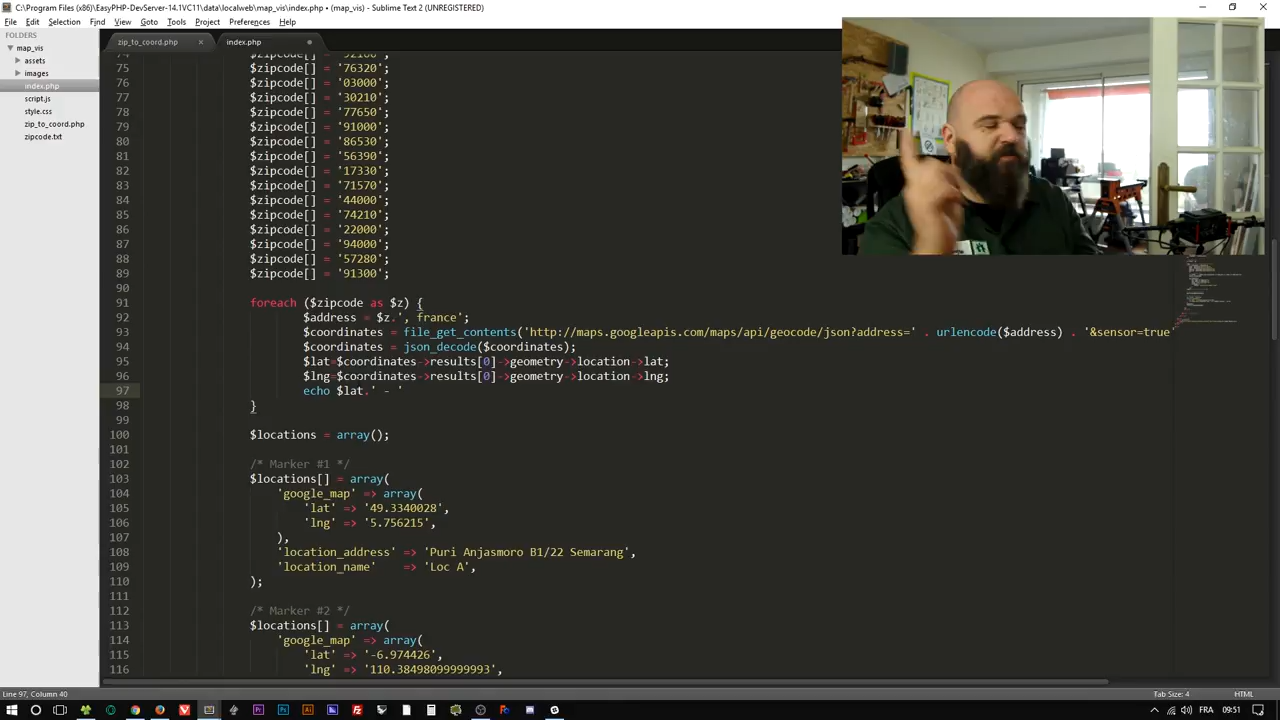 C:\Program Files (x86)\EasyPHP-DevServer-14.1VC11\data\localweb\map_vis\index.php • (map_vis) - Sublime Text 2 (UNREGISTERED)
File Edit Selection Find View Goto Tools Project Preferences Help
FOLDERS
map_vis
assets
images
index.php
script.js
style.css
zip_to_coord.php
zipcode.txt
zip_to_coord.php
index.php
74 $zipcode[] = '92160';
75 $zipcode[] = '76320';
76 $zipcode[] = '03000';
77 $zipcode[] = '30210';
78 $zipcode[] = '77650';
79 $zipcode[] = '91000';
80 $zipcode[] = '86530';
81 $zipcode[] = '56390';
82 $zipcode[] = '17330';
83 $zipcode[] = '71570';
84 $zipcode[] = '44000';
85 $zipcode[] = '74210';
86 $zipcode[] = '22000';
87 $zipcode[] = '94000';
88 $zipcode[] = '57280';
89 $zipcode[] = '91300';
90
91 foreach ($zipcode as $z) {
92 $address = $z.', france';
93 $coordinates = file_get_contents('http://maps.googleapis.com/maps/api/geocode/json?address=' . urlencode($address) . '&sensor=true'
94 $coordinates = json_decode($coordinates);
95 $lat=$coordinates->results[0]->geometry->location->lat;
96 $lng=$coordinates->results[0]->geometry->location->lng;
97 echo $lat.' - '
98 }
99
100 $locations = array();
101
102 /* Marker #1 */
103 $locations[] = array(
104 'google_map' => array(
105 'lat' => '49.3340028',
106 'lng' => '5.756215',
107 ),
108 'location_address' => 'Puri Anjasmoro B1/22 Semarang',
109 'location_name' => 'Loc A',
110 );
111
112 /* Marker #2 */
113 $locations[] = array(
114 'google_map' => array(
115 'lat' => '-6.974426',
116 'lng' => '110.38498099999993',
Line 97, Column 40
Tab Size: 4
HTML
FR
09:51